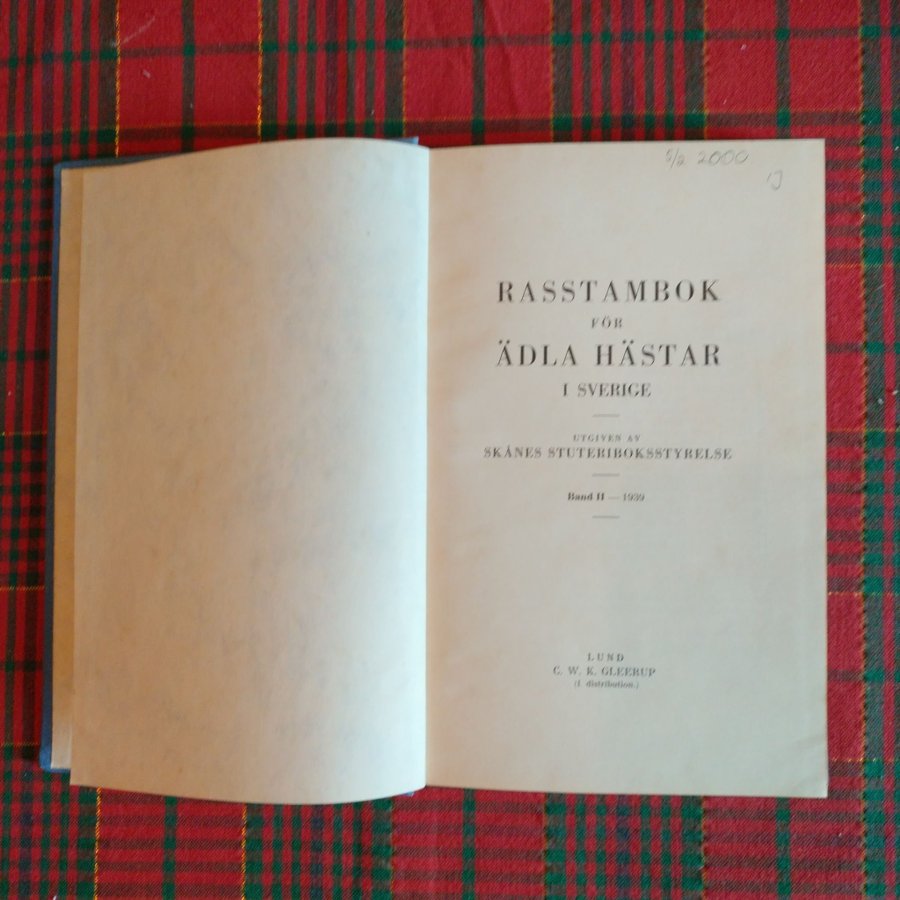 5/2 2000
RASSTAMBOK
FÖR
ÄDLA HÄSTAR
I SVERIGE
UTGIVEN AV
SKÅNES STUTERIBOKSSTYRELSE
Band II — 1939
LUND
C. W. K. GLEERUP
(I distribution.)